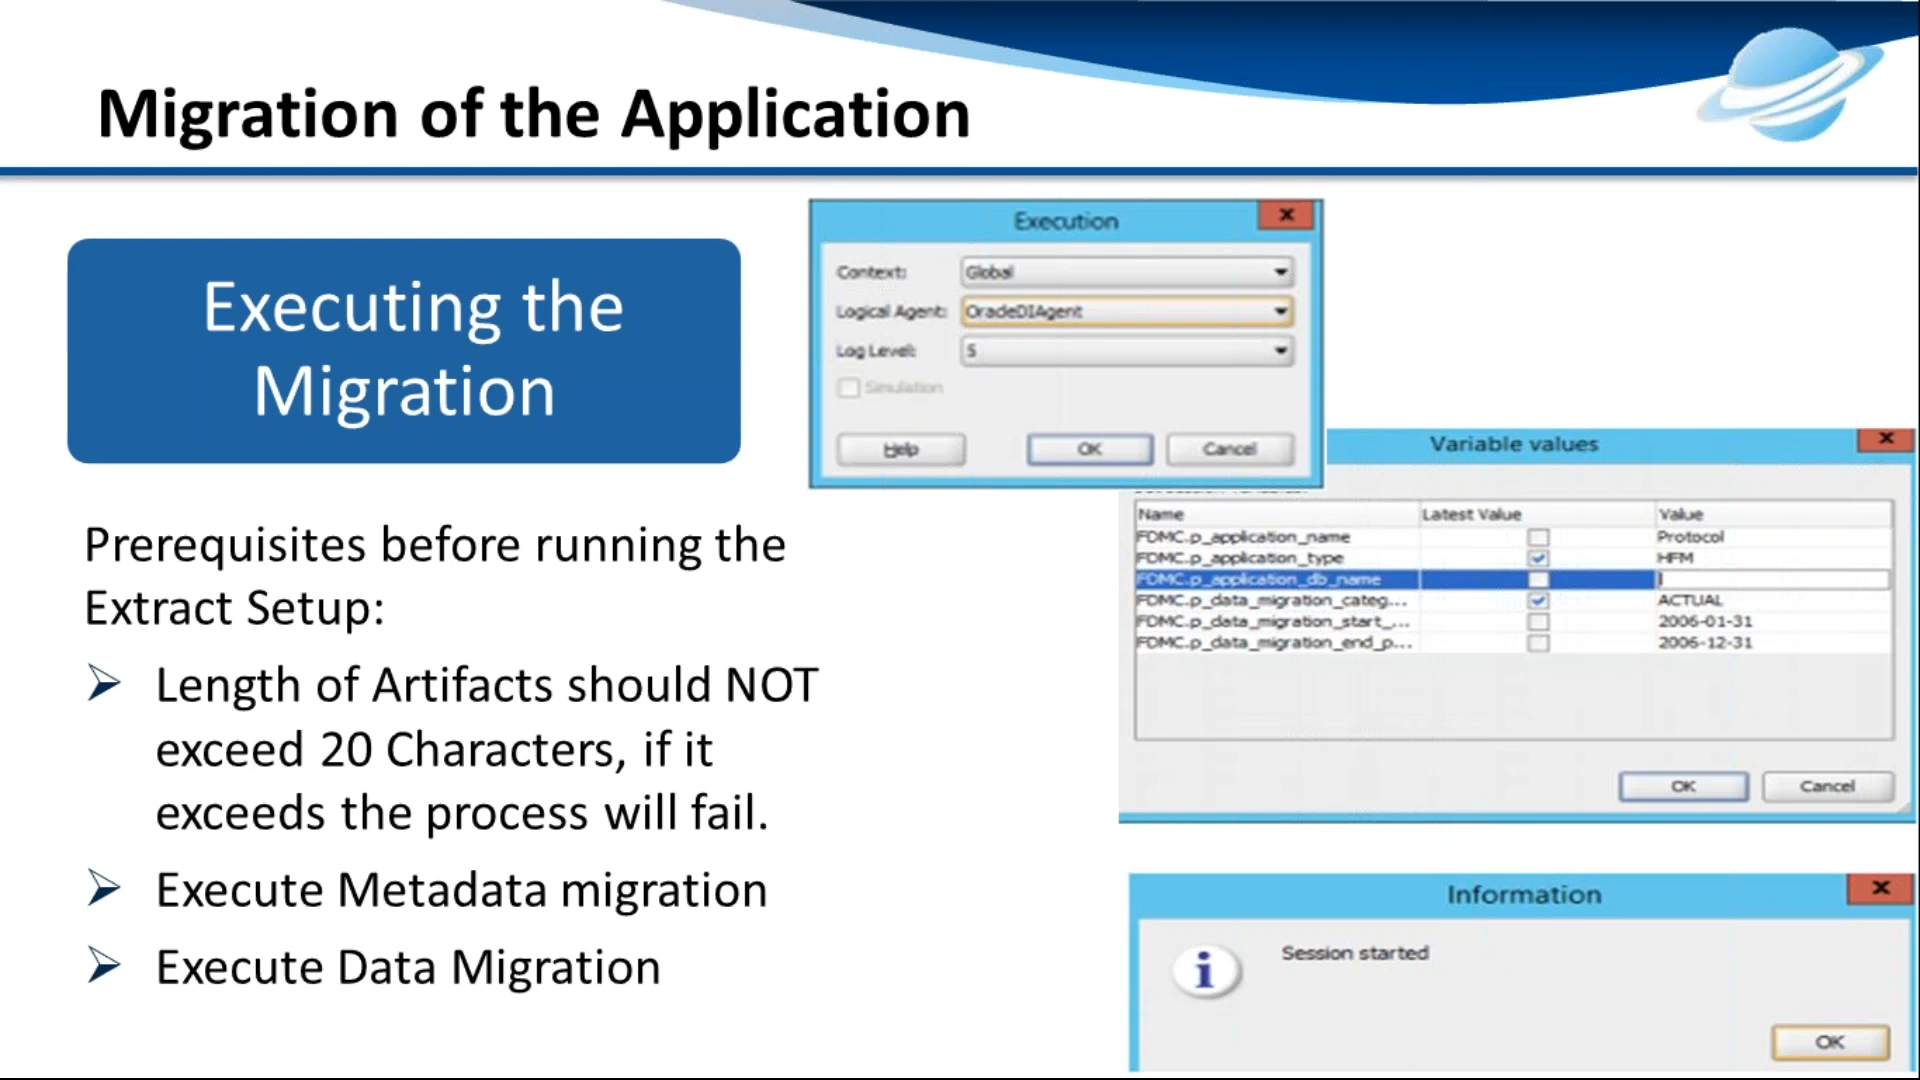 Migration of the Application
Executing the
Migration
Prerequisites before running the
Extract Setup:
Length of Artifacts should NOT
exceed 20 Characters, if it
exceeds the process will fail.
Execute Metadata migration
Execute Data Migration
Execution
Context: Global
Logical Agent: OracleDIAgent
Log Level: 5
Simulation
Help OK Cancel
Variable values
Name Latest Value Value
FDMC.p_application_name Protocol
FDMC.p_application_type HFM
FDMC.p_application_db_name
FDMC.p_data_migration_categ... ACTUAL
FDMC.p_data_migration_start_... 2006-01-31
FDMC.p_data_migration_end_p... 2006-12-31
OK Cancel
Information
Session started
OK